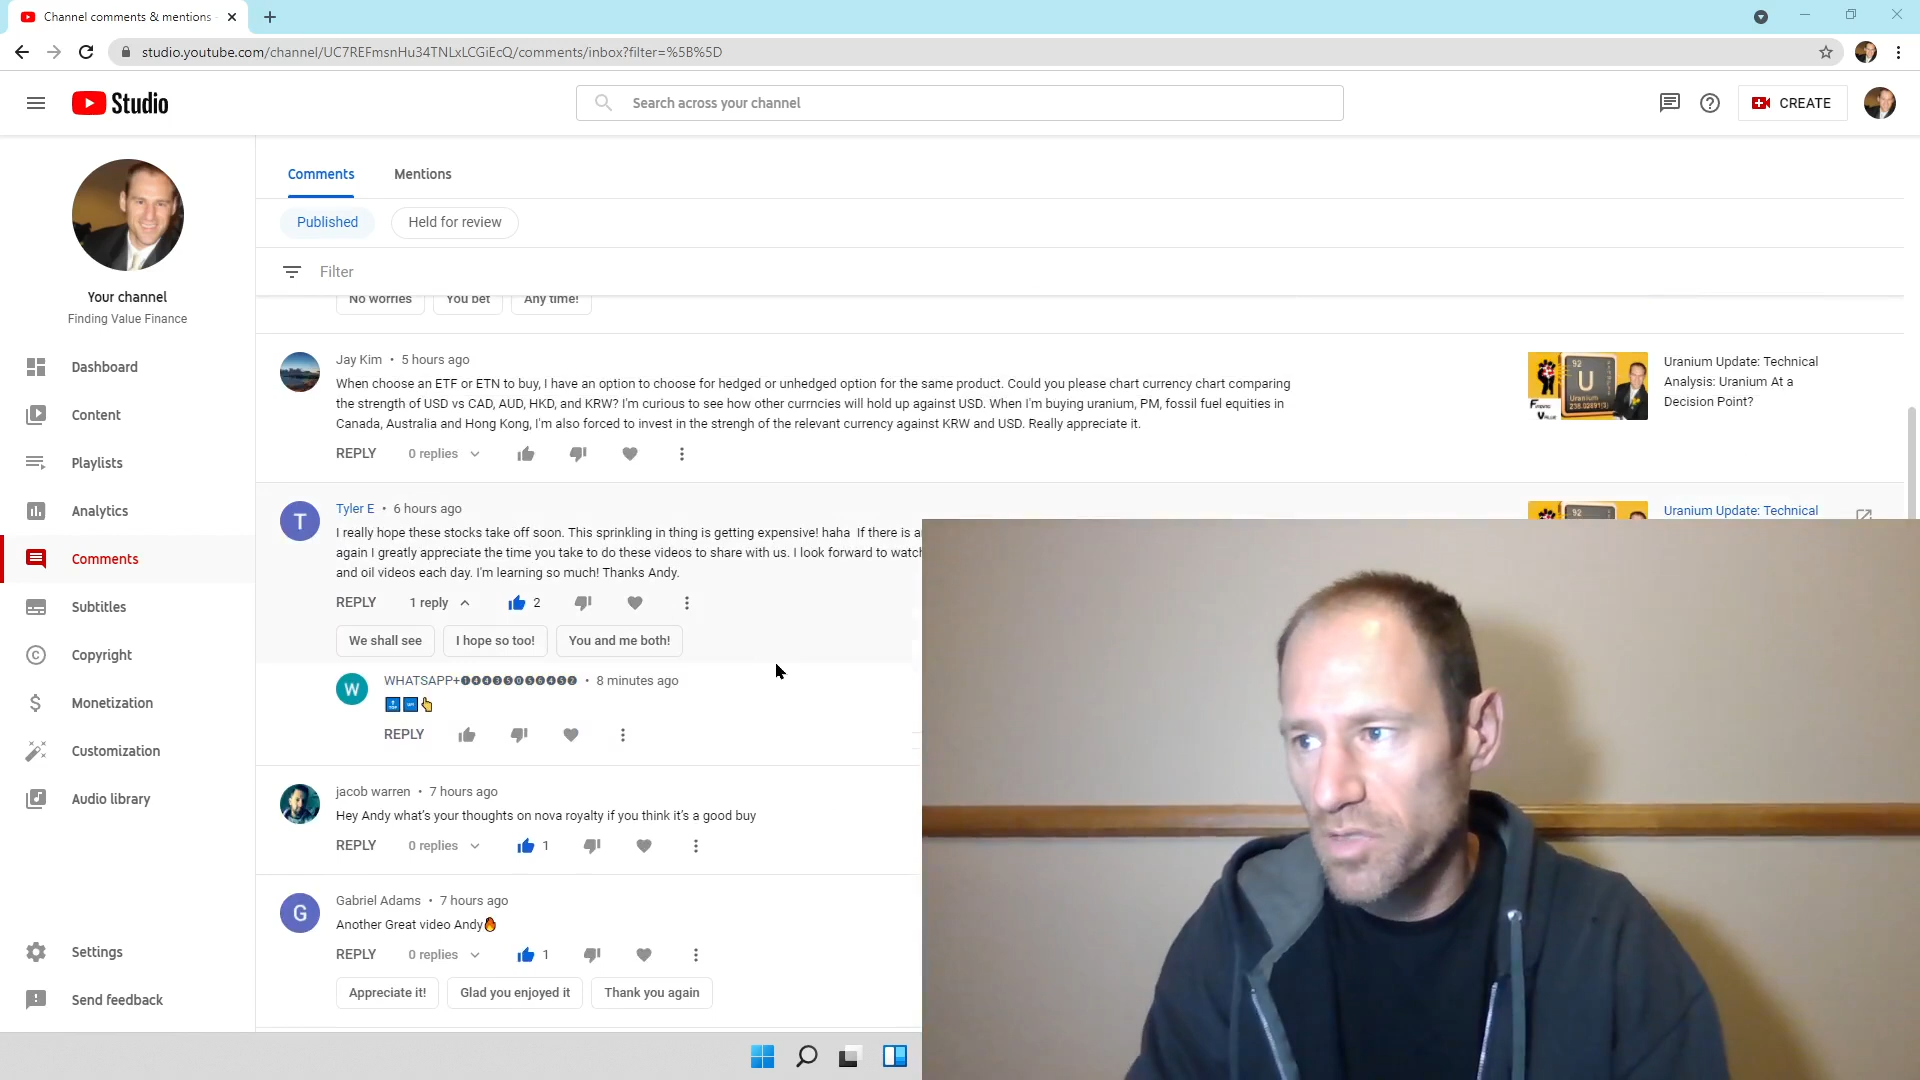 Channel comments & mentions
studio.youtube.com/channel/UC7REFmsnHu34TNLxLCGiEcQ/comments/inbox?filter=%5B%5D
Studio
Search across your channel
CREATE
Your channel
Finding Value Finance
Dashboard
Content
Playlists
Analytics
Comments
Subtitles
Copyright
Monetization
Customization
Audio library
Settings
Send feedback
Comments
Mentions
Published
Held for review
Filter
No worries
You bet
Any time!
Jay Kim • 5 hours ago
When choose an ETF or ETN to buy, I have an option to choose for hedged or unhedged option for the same product. Could you please chart currency chart comparing
the strength of USD vs CAD, AUD, HKD, and KRW? I'm curious to see how other currncies will hold up against USD. When I'm buying uranium, PM, fossil fuel equities in
Canada, Australia and Hong Kong, I'm also forced to invest in the strengh of the relevant currency against KRW and USD. Really appreciate it.
REPLY
0 replies
92
U
Uranium
238.02891(3)
Finding
Value
Uranium Update: Technical
Analysis: Uranium At a
Decision Point?
T
Tyler E • 6 hours ago
I really hope these stocks take off soon. This sprinkling in thing is getting expensive! haha If there is a
again I greatly appreciate the time you take to do these videos to share with us. I look forward to watch
and oil videos each day. I'm learning so much! Thanks Andy.
REPLY
1 reply
2
We shall see
I hope so too!
You and me both!
92
Uranium Update: Technical
W
WHATSAPP+❶❹❹❸❺⓿❺❻❹❺❷ • 8 minutes ago
REPLY
jacob warren • 7 hours ago
Hey Andy what's your thoughts on nova royalty if you think it's a good buy
REPLY
0 replies
1
G
Gabriel Adams • 7 hours ago
Another Great video Andy🔥
REPLY
0 replies
1
Appreciate it!
Glad you enjoyed it
Thank you again